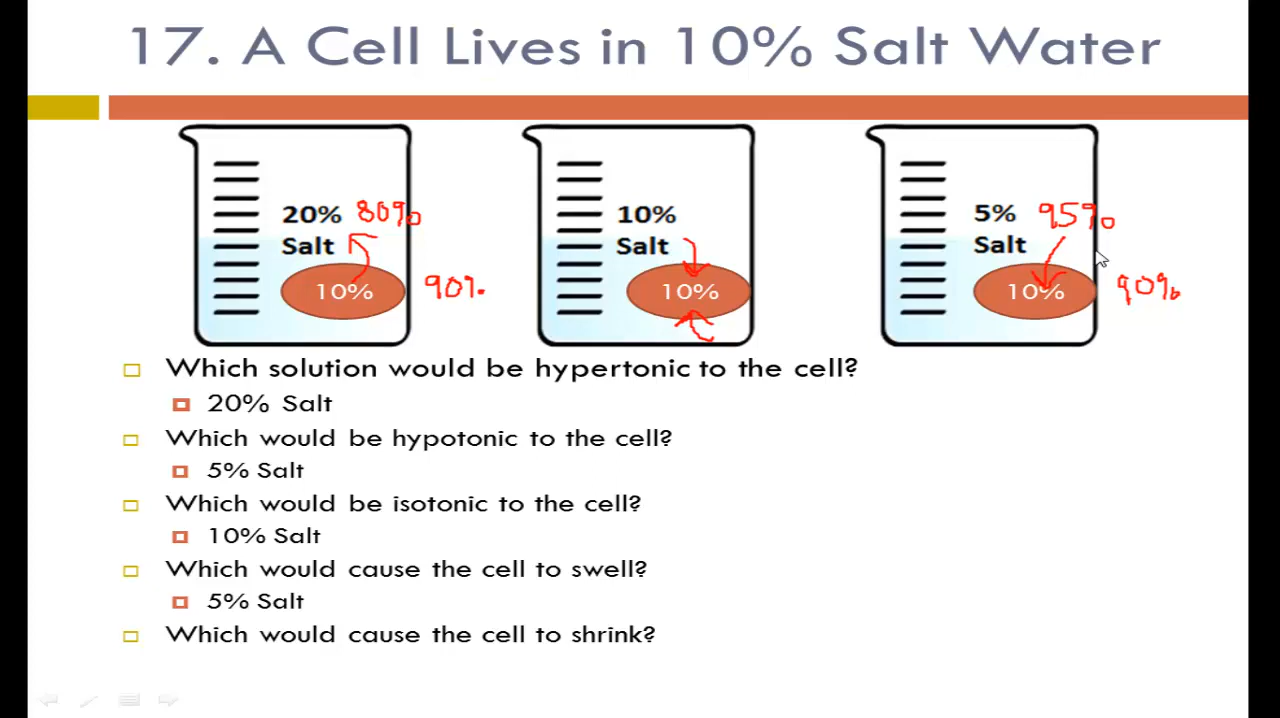 17. A Cell Lives in 10% Salt Water
20% 80%
Salt
10% 90%
10%
Salt
10%
5% 95%
Salt
10% 90%
Which solution would be hypertonic to the cell?
20% Salt
Which would be hypotonic to the cell?
5% Salt
Which would be isotonic to the cell?
10% Salt
Which would cause the cell to swell?
5% Salt
Which would cause the cell to shrink?